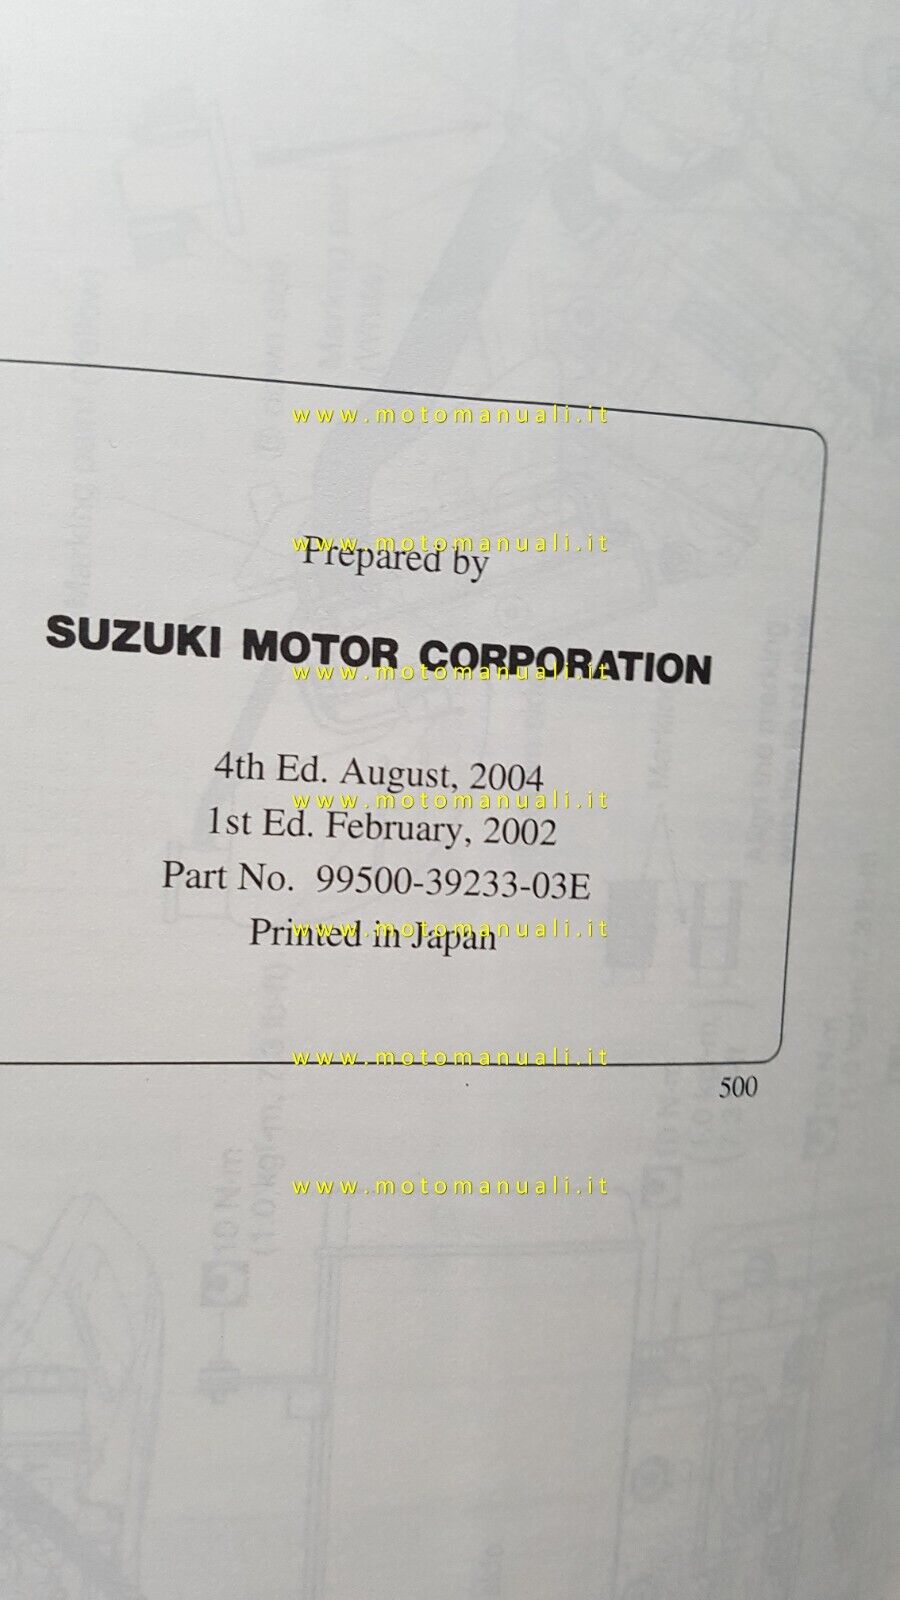 www.motomanuali.it
www.motomanuali.it
Prepared by
SUZUKI MOTOR CORPORATION
www.motomanuali.it
4th Ed. August, 2004
www.motomanuali.it
1st Ed. February, 2002
Part No. 99500-39233-03E
www.motomanuali.it
Printed in Japan
www.motomanuali.it
500
www.motomanuali.it
10 N·m